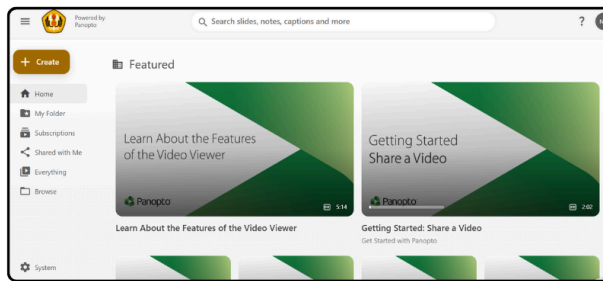 Powered by
Panopto
Search slides, notes, captions and more
?
+ Create
Featured
Home
My Folder
Subscriptions
Shared with Me
Everything
Browse
System
Learn About the Features
of the Video Viewer
Panopto
5:14
Learn About the Features of the Video Viewer
Getting Started
Share a Video
Panopto
2:02
Getting Started: Share a Video
Get Started with Panopto